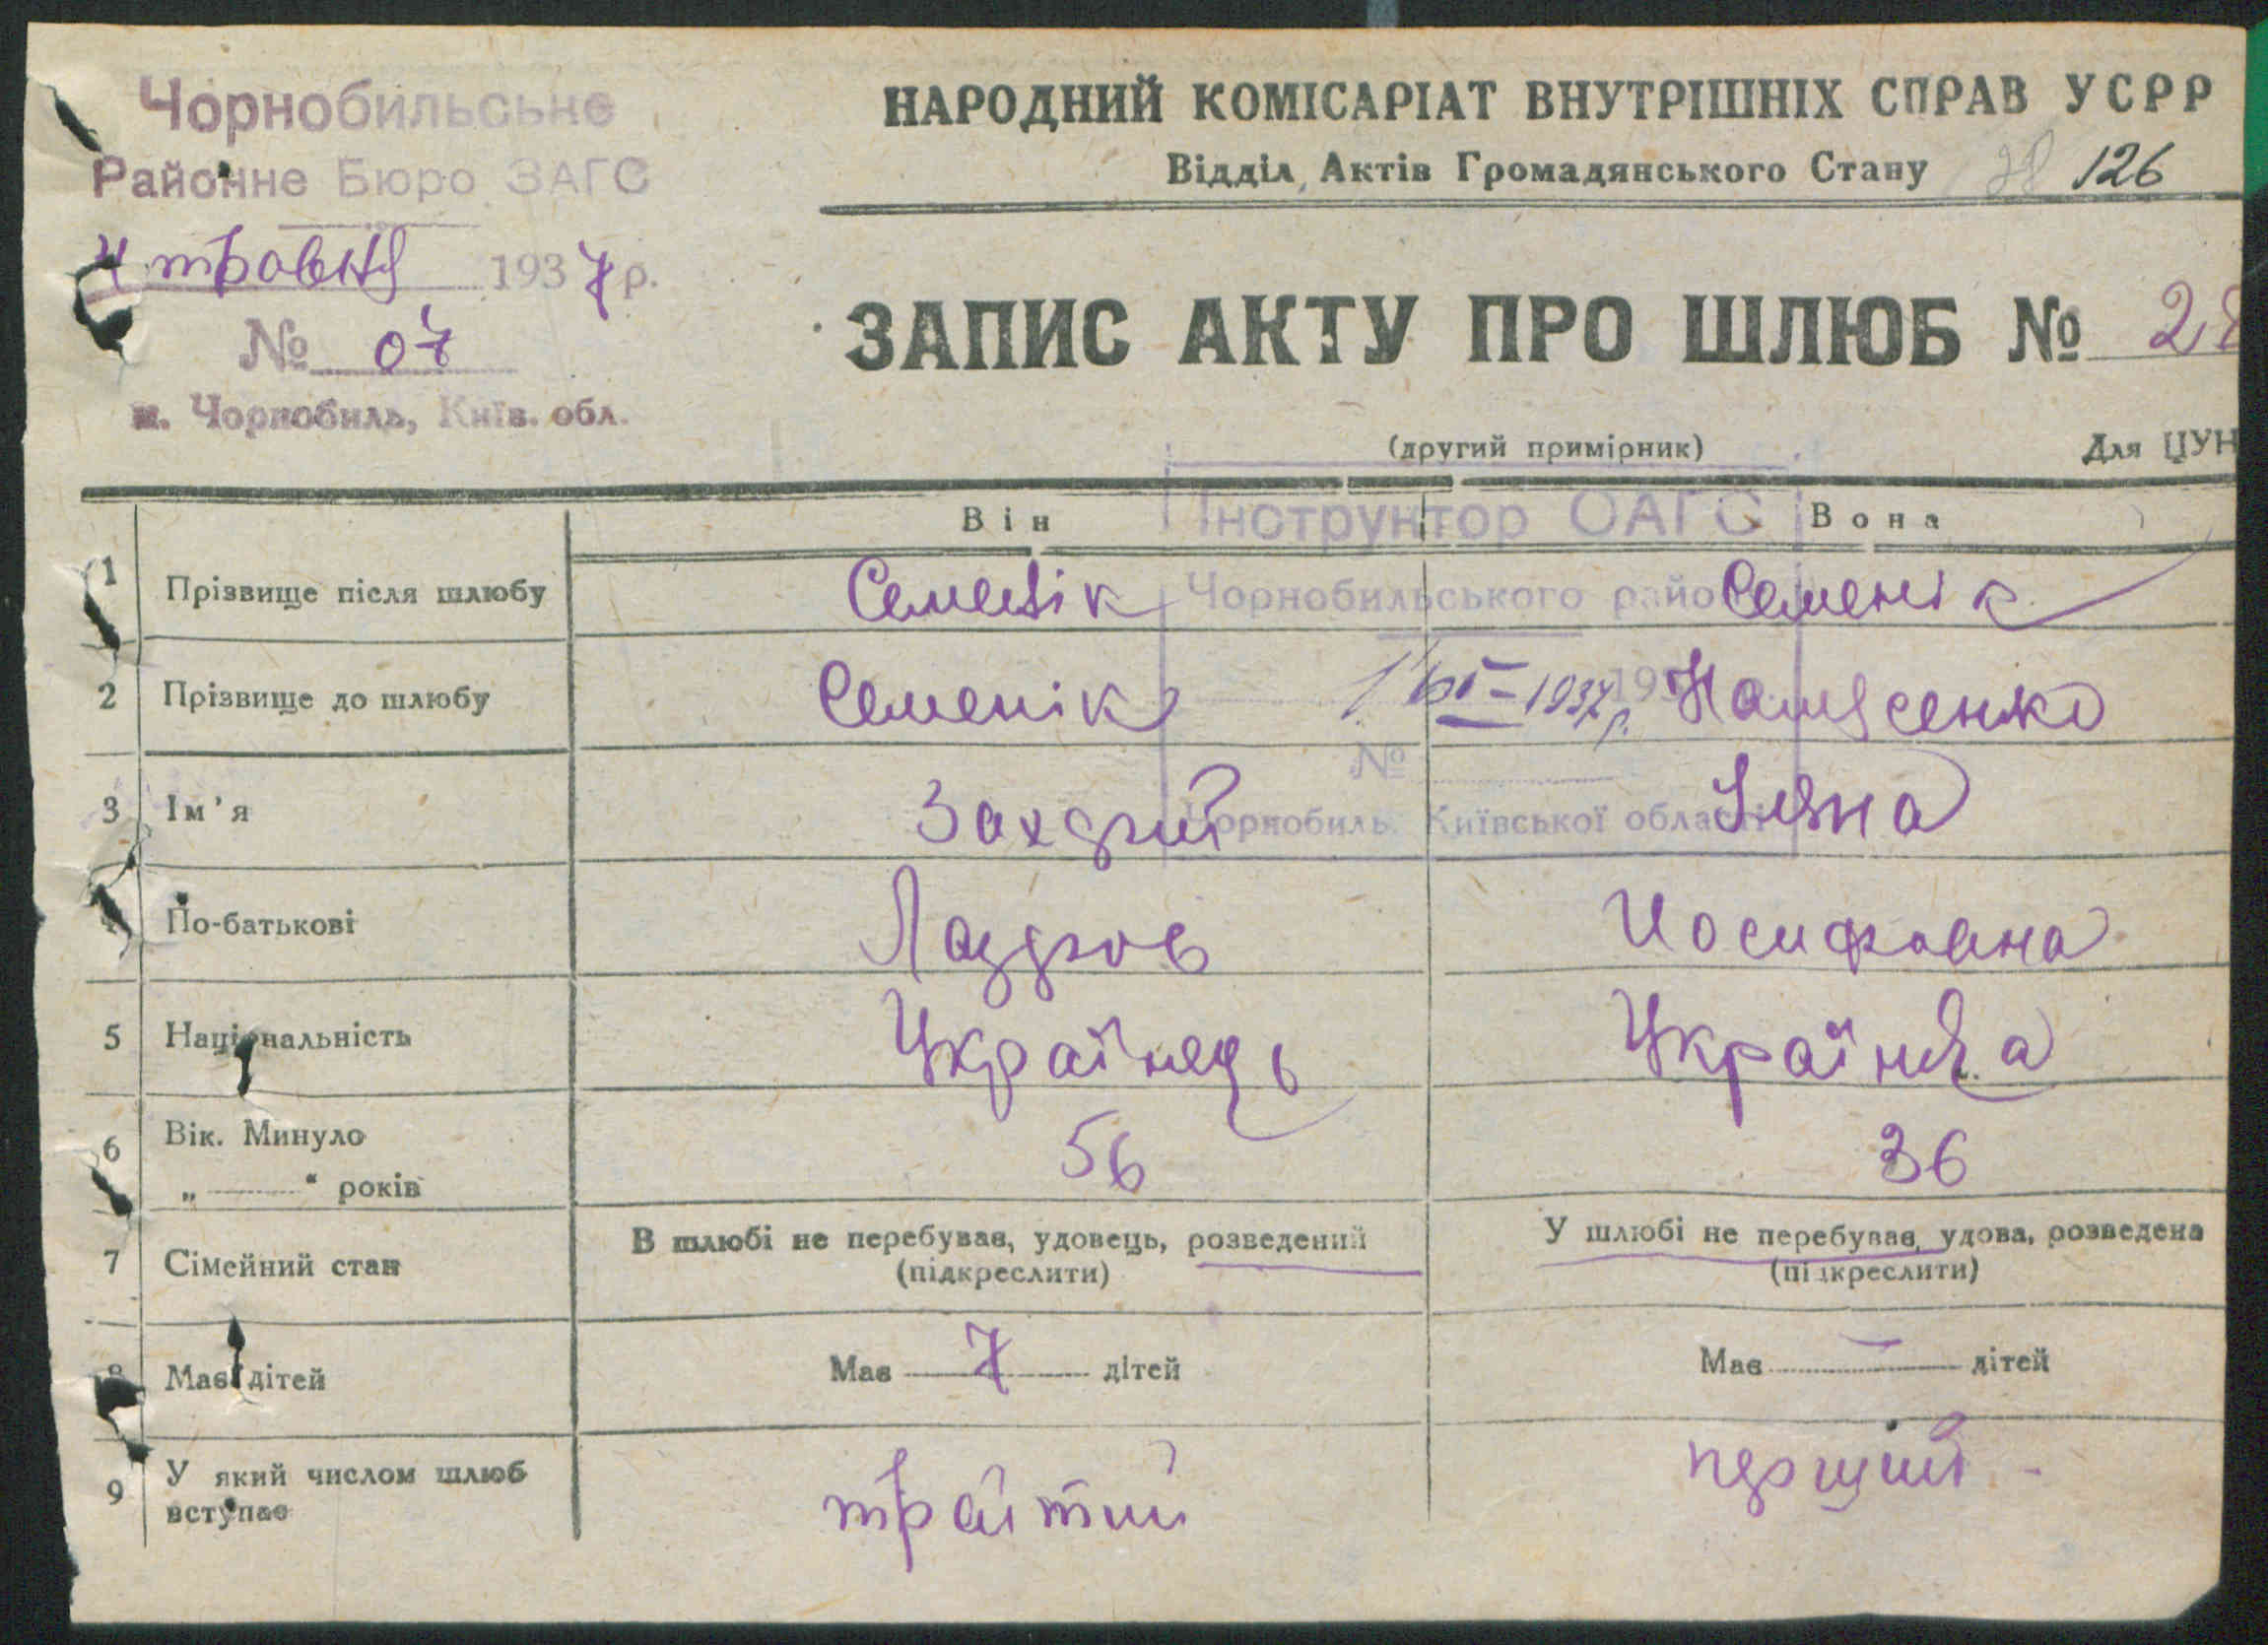 Чорнобильське
Районне Бюро ЗАГС
4 травня 1937 р.
№ 07
м. Чорнобиль, Київ. обл.
НАРОДНИЙ КОМІСАРІАТ ВНУТРІШНІХ СПРАВ УСРР
Відділ Актів Громадянського Стану 28 126
ЗАПИС АКТУ ПРО ШЛЮБ № 28
(другий примірник) Для ЦУН
Він Вона
Інструктор ОАГС
Чорнобильського райо
1 1937 р. 193
№
Чорнобиль, Київської області
1 Прізвище після шлюбу Семенік Семенік
2 Прізвище до шлюбу Семенік
3 Ім'я Захарій
4 По-батькові Иосифовна
5 Національність Українець Українка
6 Вік. Минуло 56 36
„ — “ років
7 Сімейний стан В шлюбі не перебував, удовець, розведений У шлюбі не перебував, удова, розведена
(підкреслити) (підкреслити)
8 Має дітей Має 7 дітей Має — дітей
9 У який числом шлюб трайтий перший -
вступає